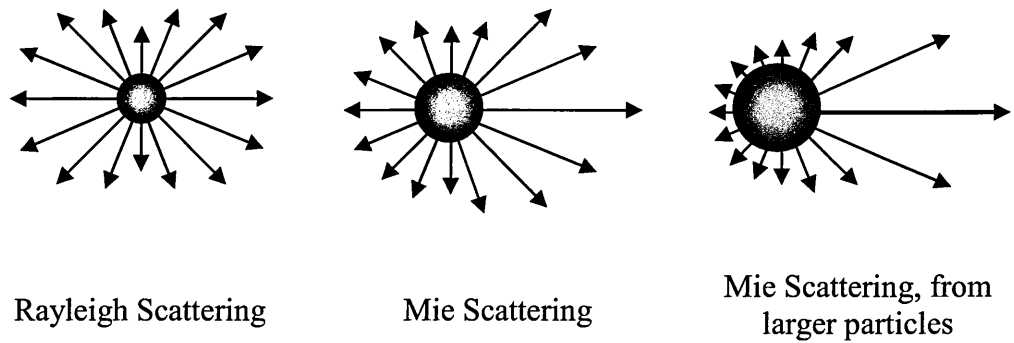 Rayleigh Scattering
Mie Scattering
Mie Scattering, from
larger particles